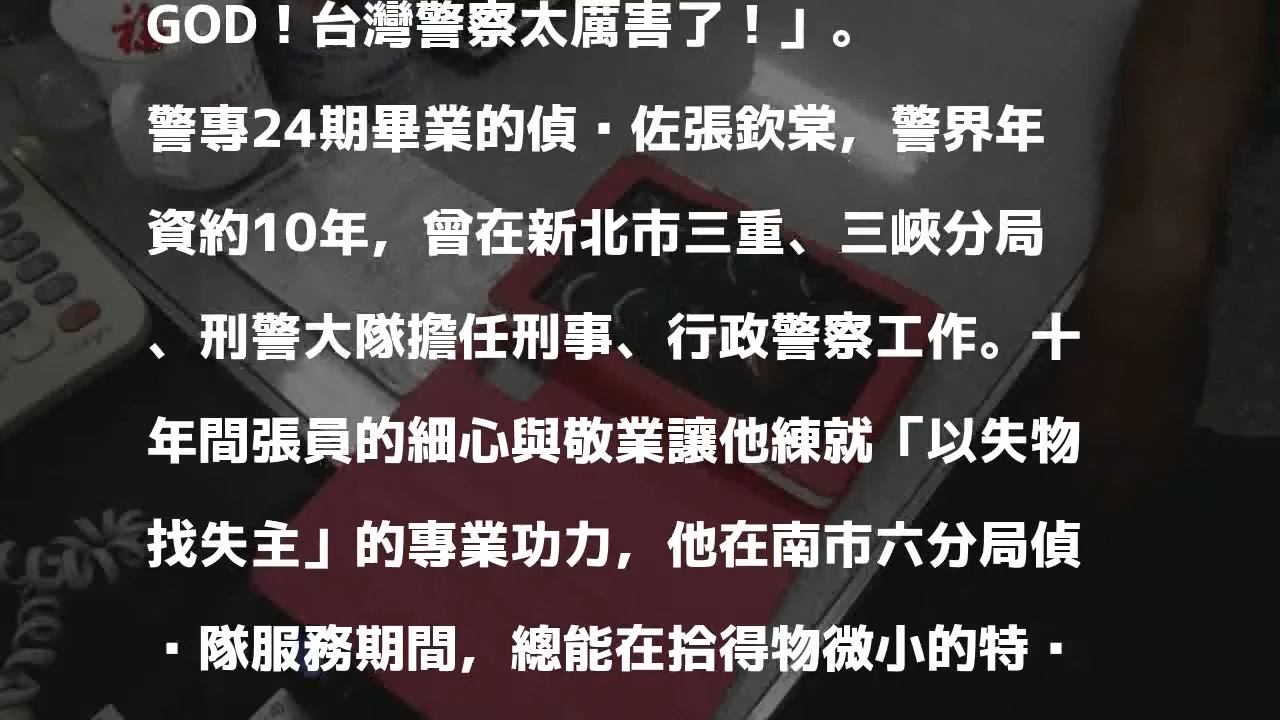 GOD！台灣警察太厲害了！」。
警專24期畢業的偵▪佐張欽棠，警界年
資約10年，曾在新北市三重、三峽分局
、刑警大隊擔任刑事、行政警察工作。十
年間張員的細心與敬業讓他練就「以失物
找失主」的專業功力，他在南市六分局偵
▪隊服務期間，總能在拾得物微小的特▪
福